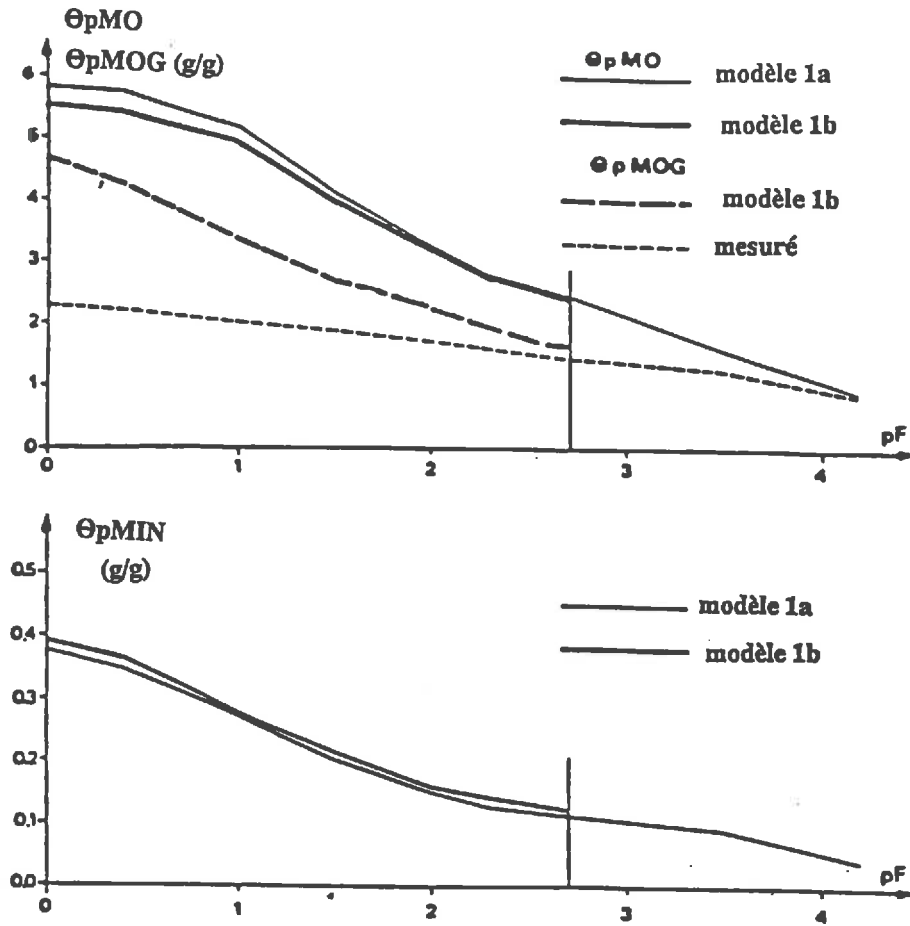 ΘpMO
ΘpMOG (g/g)
ΘpMO
modèle 1a
modèle 1b
ΘpMOG
modèle 1b
mesuré
6
5
4
3
2
1
0
0
1
2
3
4
pF
ΘpMIN
(g/g)
modèle 1a
modèle 1b
0.5
0.4
0.3
0.2
0.1
0.0
0
1
2
3
4
pF